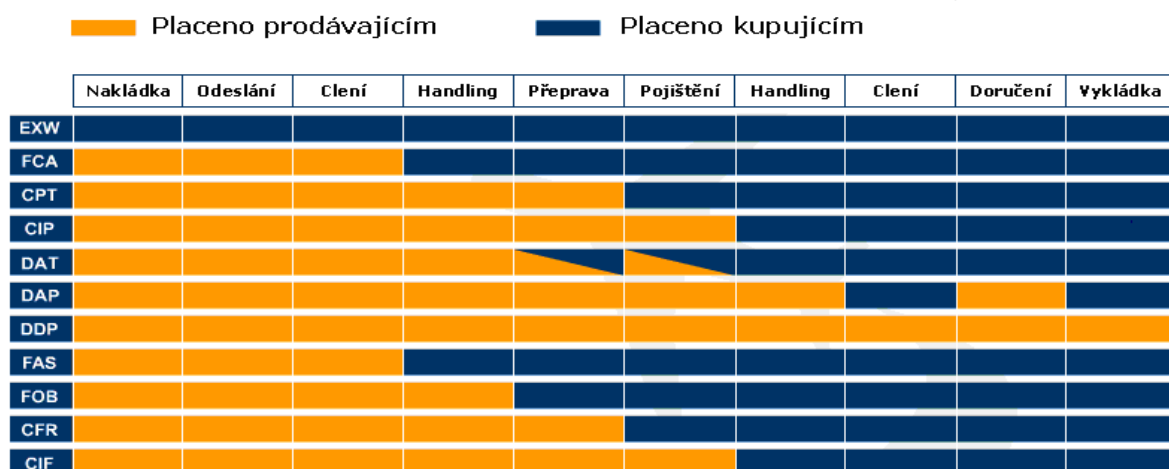 Placeno prodávajícím Placeno kupujícím
Nakládka Odeslání Clení Handling Přeprava Pojištění Handling Clení Doručení Vykládka
EXW
FCA
CPT
CIP
DAT
DAP
DDP
FAS
FOB
CFR
CIF